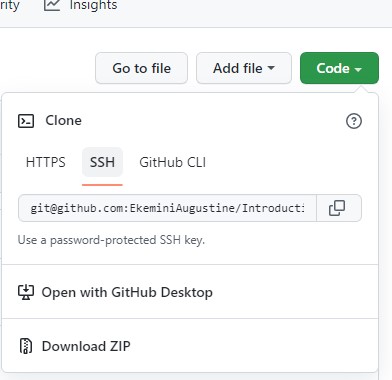 rity Insights
Go to file Add file Code
Clone
HTTPS SSH GitHub CLI
git@github.com:EkeminiAugustine/Introducti
Use a password-protected SSH key.
Open with GitHub Desktop
Download ZIP